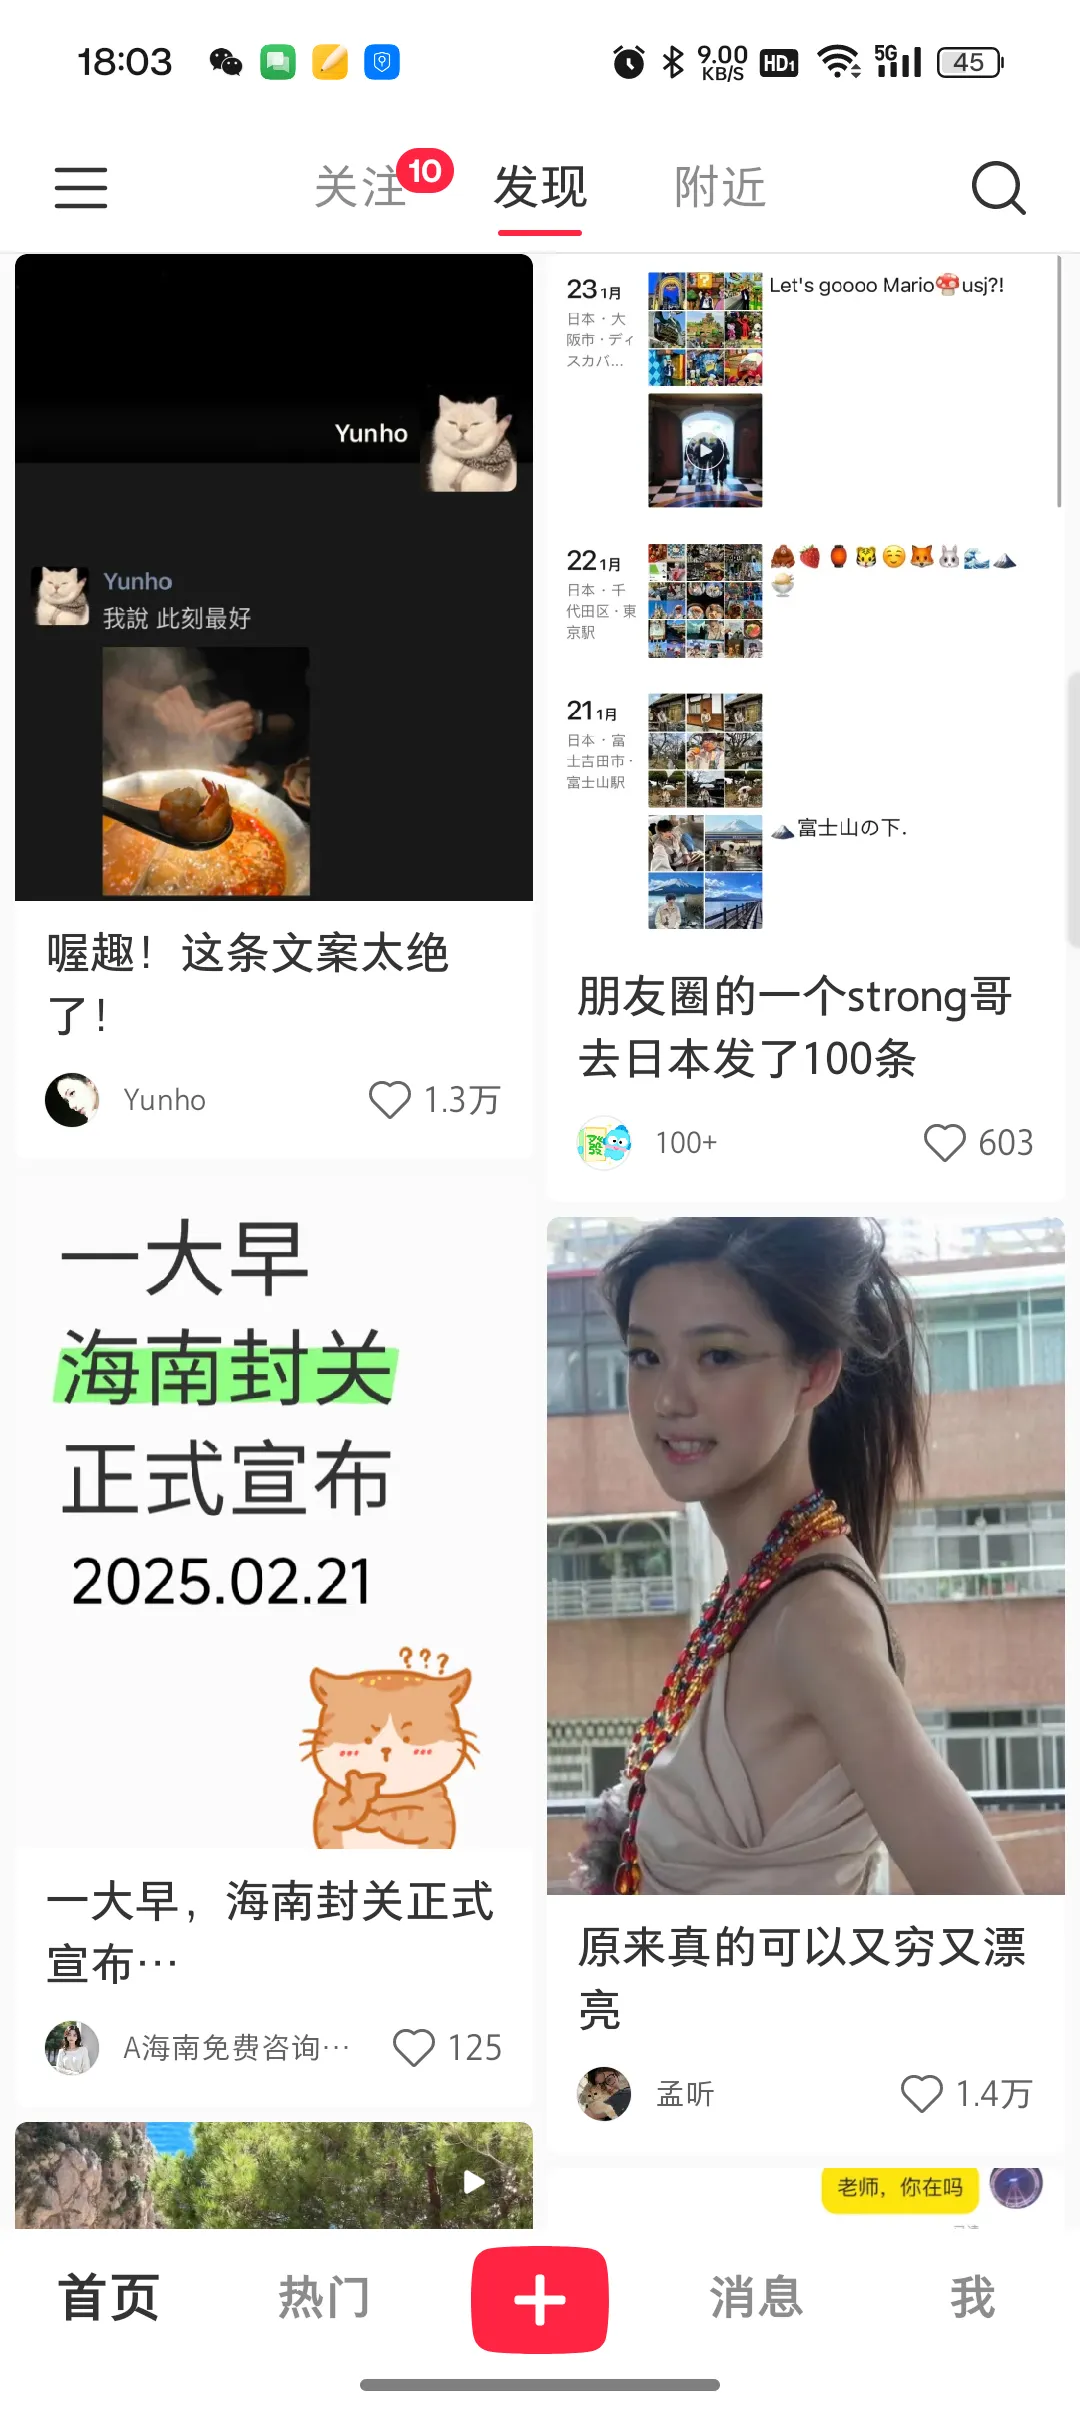 18:03
9.00
KB/S
HD1
5G
45
关注
10
发现
附近
Yunho
Yunho
我說 此刻最好
喔趣！这条文案太绝
了！
Yunho
1.3万
23 1月
日本·大
阪市·ディ
スカバ...
Let's goooo Mario🍄usj?!
22 1月
日本·千
代田区·東
京駅
🦧🍓🏮🐯☺️🦊🐰🌊🗻
🍜
21 1月
日本·富
士吉田市·
富士山駅
🗻富士山の下.
朋友圈的一个strong哥
去日本发了100条
100+
603
一大早
海南封关
正式宣布
2025.02.21
???
一大早，海南封关正式
宣布…
A海南免费咨询…
125
原来真的可以又穷又漂
亮
孟听
1.4万
老师，你在吗
首页
热门
消息
我